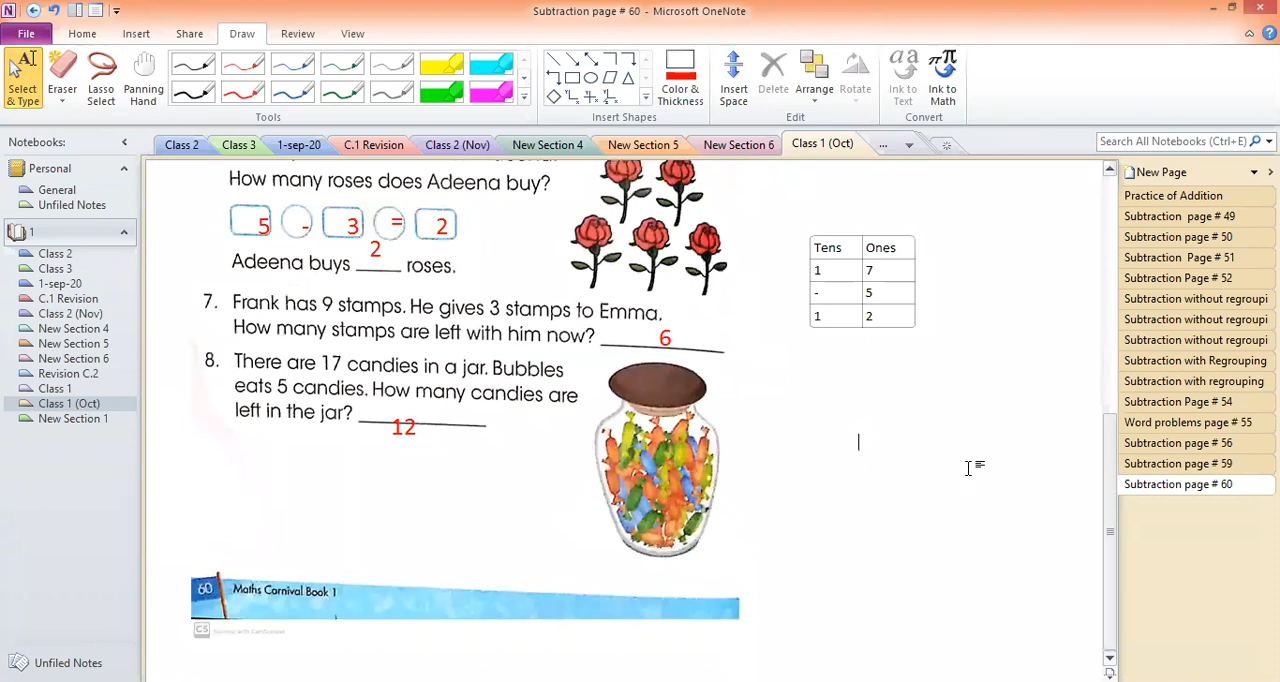 Subtraction page # 60 - Microsoft OneNote
File Home Insert Share Draw Review View
Select & Type
Eraser
Lasso Select
Panning Hand
Color & Thickness
Insert Space
Delete
Arrange
Rotate
Ink to Text
Ink to Math
Tools
Insert Shapes
Edit
Convert
Notebooks:
Class 2
Class 3
1-sep-20
C.1 Revision
Class 2 (Nov)
New Section 4
New Section 5
New Section 6
Class 1 (Oct)
...
Search All Notebooks (Ctrl+E)
Personal
General
Unfiled Notes
1
Class 2
Class 3
1-sep-20
C.1 Revision
Class 2 (Nov)
New Section 4
New Section 5
New Section 6
Revision C.2
Class 1
Class 1 (Oct)
New Section 1
Unfiled Notes
How many roses does Adeena buy?
5 - 3 = 2
2
Adeena buys ____ roses.
7. Frank has 9 stamps. He gives 3 stamps to Emma.
How many stamps are left with him now? 6
8. There are 17 candies in a jar. Bubbles
eats 5 candies. How many candies are
left in the jar? 12
60 Maths Carnival Book 1
CS
Tens Ones
1 7
- 5
1 2
New Page
Practice of Addition
Subtraction page # 49
Subtraction page # 50
Subtraction Page # 51
Subtraction Page # 52
Subtraction without regroupi
Subtraction without regroupi
Subtraction without regroupi
Subtraction with Regrouping
Subtraction with regrouping
Subtraction Page # 54
Word problems page # 55
Subtraction page # 56
Subtraction page # 59
Subtraction page # 60